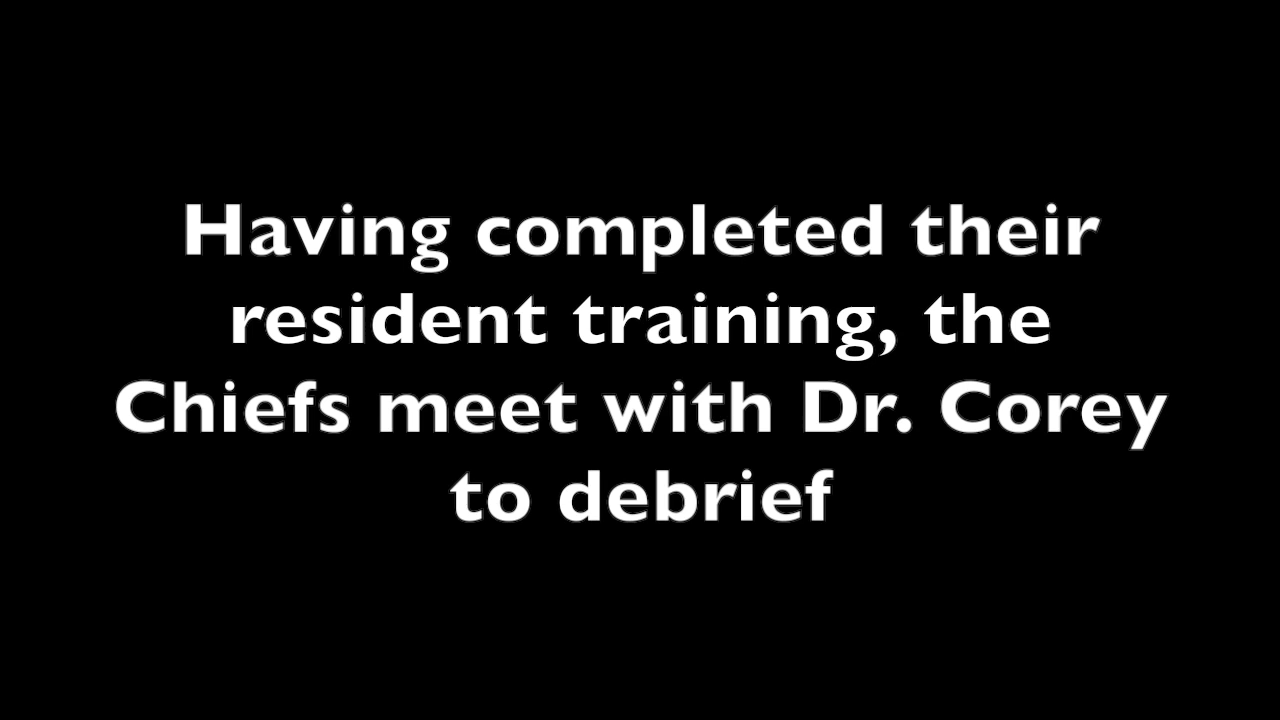 Having completed their
resident training, the
Chiefs meet with Dr. Corey
to debrief